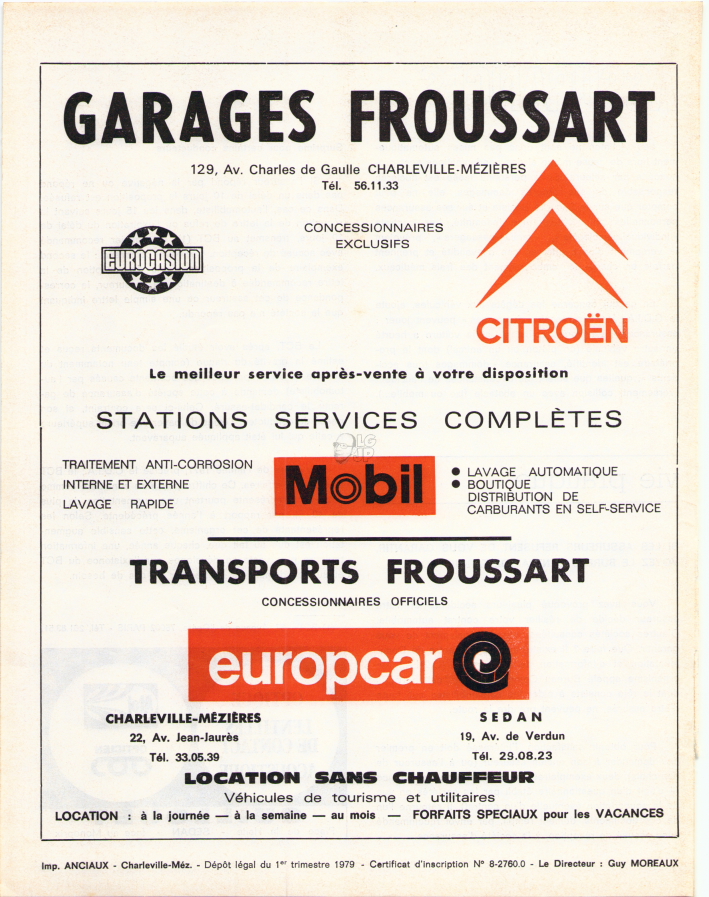 GARAGES FROUSSART
129, Av. Charles de Gaulle CHARLEVILLE-MÉZIÈRES
Tél. 56.11.33
CONCESSIONNAIRES
EXCLUSIFS
EUROCASION
CITROËN
Le meilleur service après-vente à votre disposition
STATIONS SERVICES COMPLÈTES
LG
JP
TRAITEMENT ANTI-CORROSION
INTERNE ET EXTERNE
LAVAGE RAPIDE
Mobil
• LAVAGE AUTOMATIQUE
• BOUTIQUE
DISTRIBUTION DE
CARBURANTS EN SELF-SERVICE
TRANSPORTS FROUSSART
CONCESSIONNAIRES OFFICIELS
europcar
CHARLEVILLE-MÉZIÈRES
22, Av. Jean-Jaurès
Tél. 33.05.39
SEDAN
19, Av. de Verdun
Tél. 29.08.23
LOCATION SANS CHAUFFEUR
Véhicules de tourisme et utilitaires
LOCATION : à la journée — à la semaine — au mois — FORFAITS SPECIAUX pour les VACANCES
Imp. ANCIAUX - Charleville-Méz. - Dépôt légal du 1er trimestre 1979 - Certificat d'inscription N° 8-2760.0 - Le Directeur : Guy MOREAUX